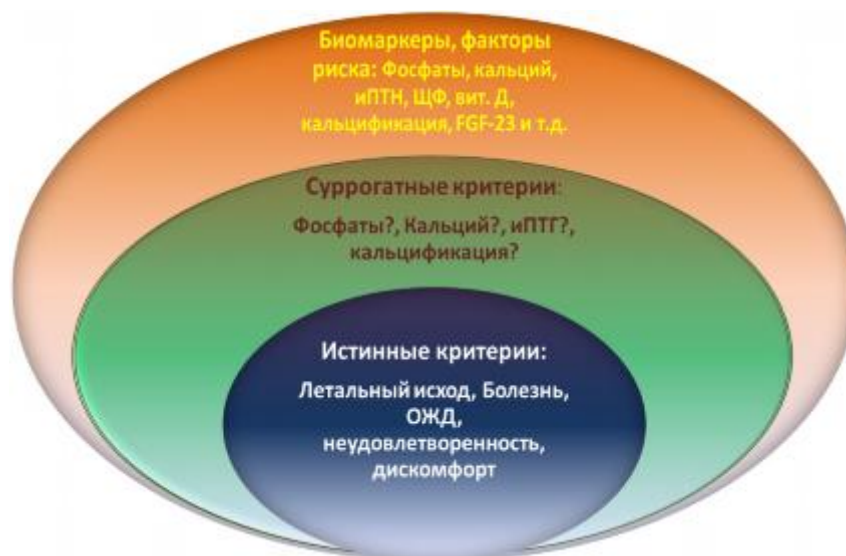 Биомаркеры, факторы
риска: Фосфаты, кальций,
иПТН, ЩФ, вит. Д,
кальцификация, FGF-23 и т.д.
Суррогатные критерии:
Фосфаты?, Кальций?, иПТГ?,
кальцификация?
Истинные критерии:
Летальный исход, Болезнь,
ОЖД,
неудовлетворенность,
дискомфорт